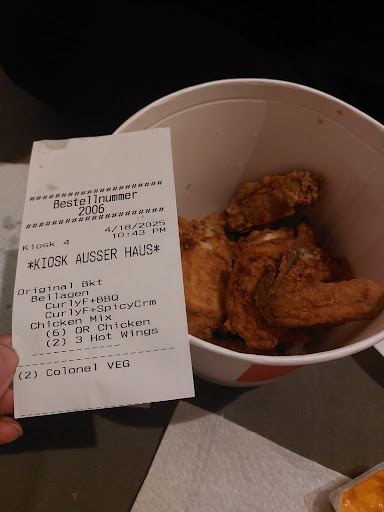 ######################
Bestellnummer
2006
######################
4/18/2025
Kiosk 4
10:43 PM
*KIOSK AUSSER HAUS*
Original Bkt
Beilagen
CurlyF+BBQ
CurlyF+SpicyCrm
Chicken Mix
(6) OR Chicken
(2) 3 Hot Wings
--------------------
(2) Colonel VEG
--------------------